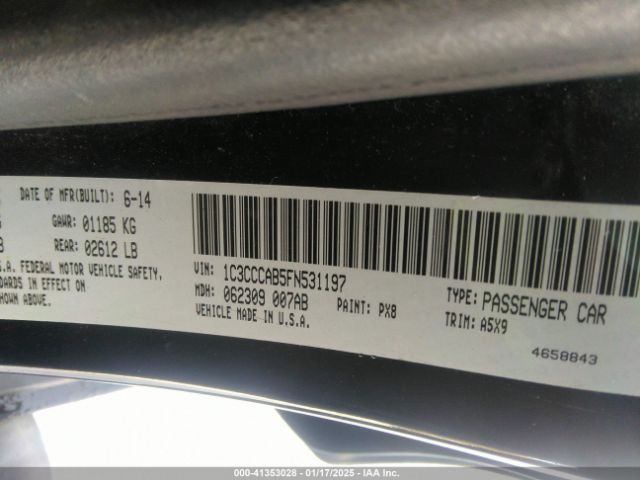 DATE OF MFR(BUILT): 6-14
GAWR: 01185 KG
REAR: 02612 LB
.A. FEDERAL MOTOR VEHICLE SAFETY,
DARDS IN EFFECT ON
HOWN ABOVE.
VIN: 1C3CCCAB5FN531197
MDH: 062309 007AB
VEHICLE MADE IN U.S.A.
PAINT: PX8
TYPE: PASSENGER CAR
TRIM: A5X9
4658843
000-41353028 - 01/17/2025 - IAA Inc.